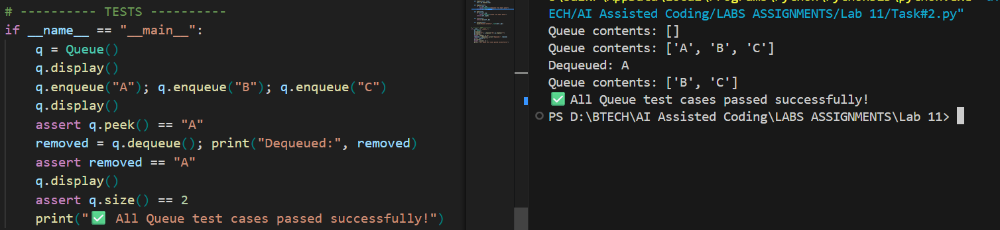 # ---------- TESTS ----------
if __name__ == "__main__":
    q = Queue()
    q.display()
    q.enqueue("A"); q.enqueue("B"); q.enqueue("C")
    q.display()
    assert q.peek() == "A"
    removed = q.dequeue(); print("Dequeued:", removed)
    assert removed == "A"
    q.display()
    assert q.size() == 2
    print("✅ All Queue test cases passed successfully!")
ECH/AI Assisted Coding/LABS ASSIGNMENTS/Lab 11/Task#2.py"
Queue contents: []
Queue contents: ['A', 'B', 'C']
Dequeued: A
Queue contents: ['B', 'C']
✅ All Queue test cases passed successfully!
PS D:\BTECH\AI Assisted Coding\LABS ASSIGNMENTS\Lab 11>